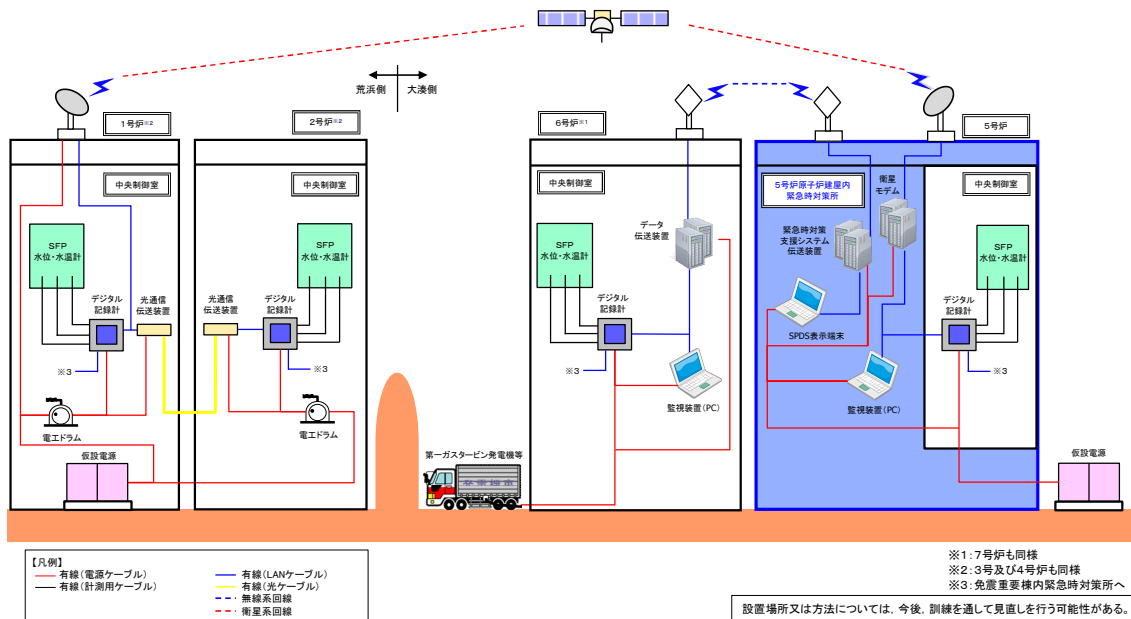 荒浜側
大湊側
1号炉※2
2号炉※2
6号炉※1
5号炉
中央制御室
中央制御室
中央制御室
5号炉原子炉建屋内
緊急時対策所
衛星
モデム
中央制御室
SFP
水位・水温計
SFP
水位・水温計
SFP
水位・水温計
データ
伝送装置
緊急時対策
支援システム
伝送装置
SFP
水位・水温計
デジタル
記録計
光通信
伝送装置
光通信
伝送装置
デジタル
記録計
デジタル
記録計
SPDS表示端末
デジタル
記録計
※3
※3
※3
※3
監視装置(PC)
監視装置(PC)
電工ドラム
電工ドラム
仮設電源
第一ガスタービン発電機等
発電機車
仮設電源
【凡例】
有線(電源ケーブル)
有線(計測用ケーブル)
有線(LANケーブル)
有線(光ケーブル)
無線系回線
衛星系回線
※1:7号炉も同様
※2:3号及び4号炉も同様
※3:免震重要棟内緊急時対策所へ
設置場所又は方法については,今後,訓練を通して見直しを行う可能性がある。